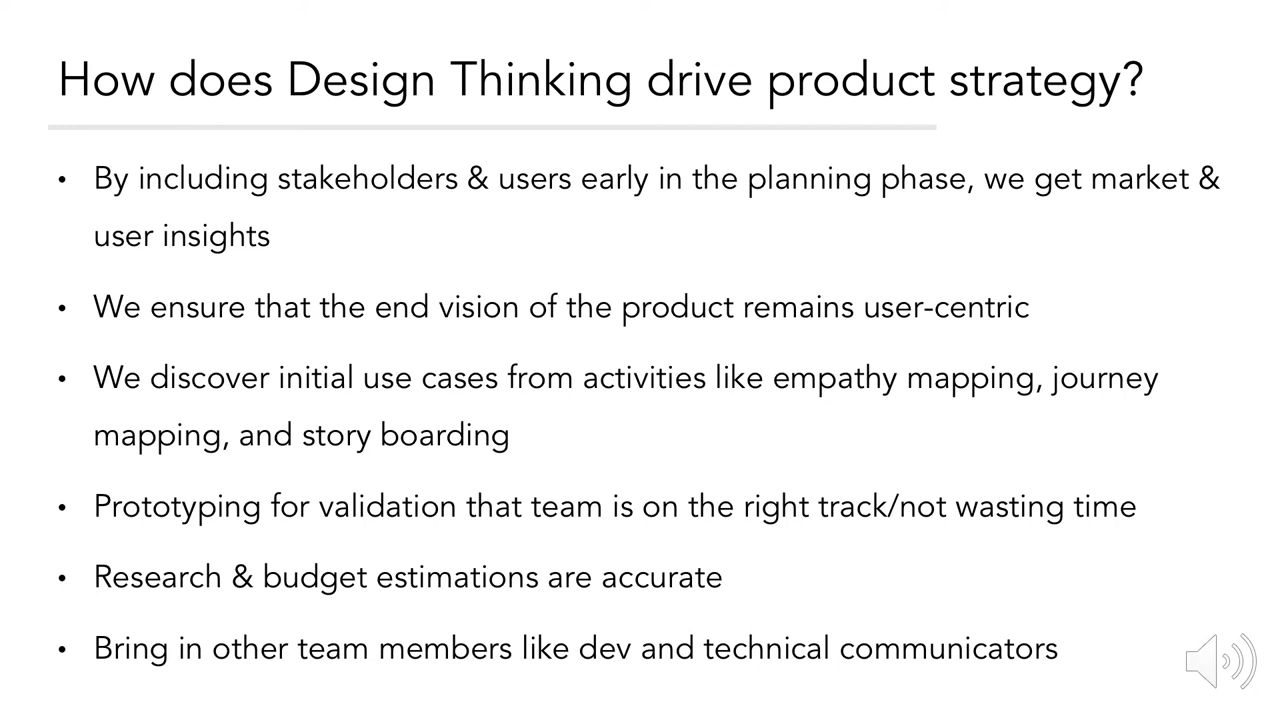 How does Design Thinking drive product strategy?
• By including stakeholders & users early in the planning phase, we get market &
user insights
• We ensure that the end vision of the product remains user-centric
• We discover initial use cases from activities like empathy mapping, journey
mapping, and story boarding
• Prototyping for validation that team is on the right track/not wasting time
• Research & budget estimations are accurate
• Bring in other team members like dev and technical communicators